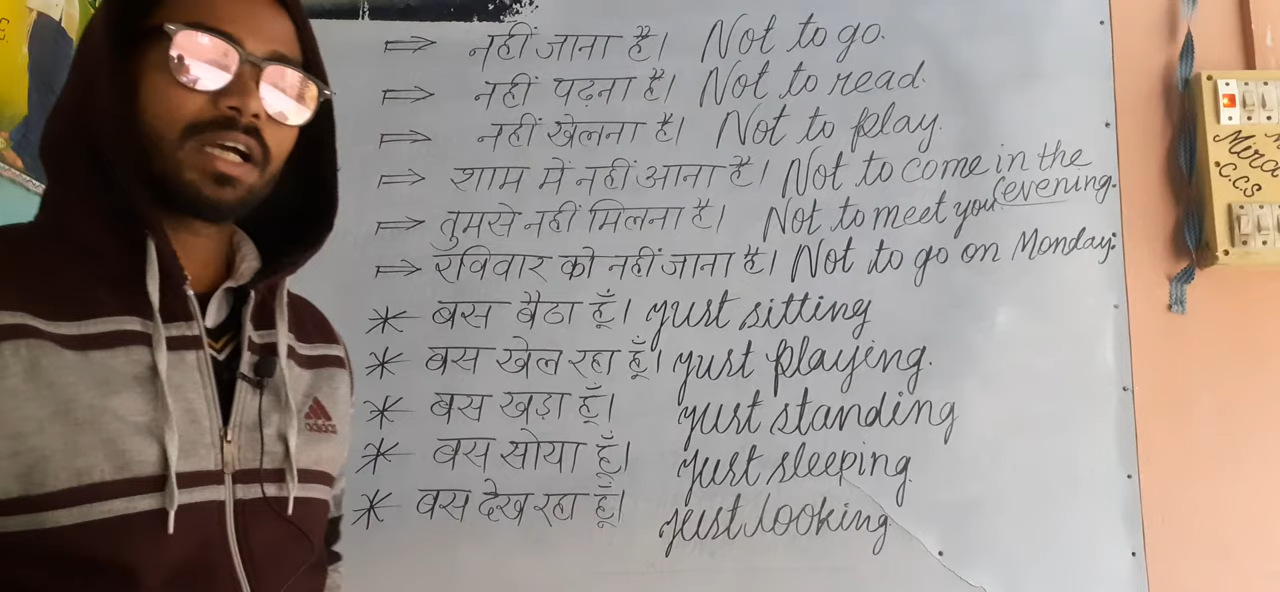 ⇒ नहीं जाना है। Not to go.
⇒ नहीं पढ़ना है। Not to read.
⇒ नहीं खेलना है। Not to play.
⇒ शाम में नहीं आना है। Not to come in the evening.
⇒ तुमसे नहीं मिलना है। Not to meet you
⇒ रविवार को नहीं जाना है। Not to go on Monday.
* बस बैठा हूँ। just sitting
* बस खेल रहा हूँ। just playing.
* बस खड़ा हूँ। just standing
* बस सोया हूँ। just sleeping
* बस देख रहा हूँ। just looking
adidas
C.C.S